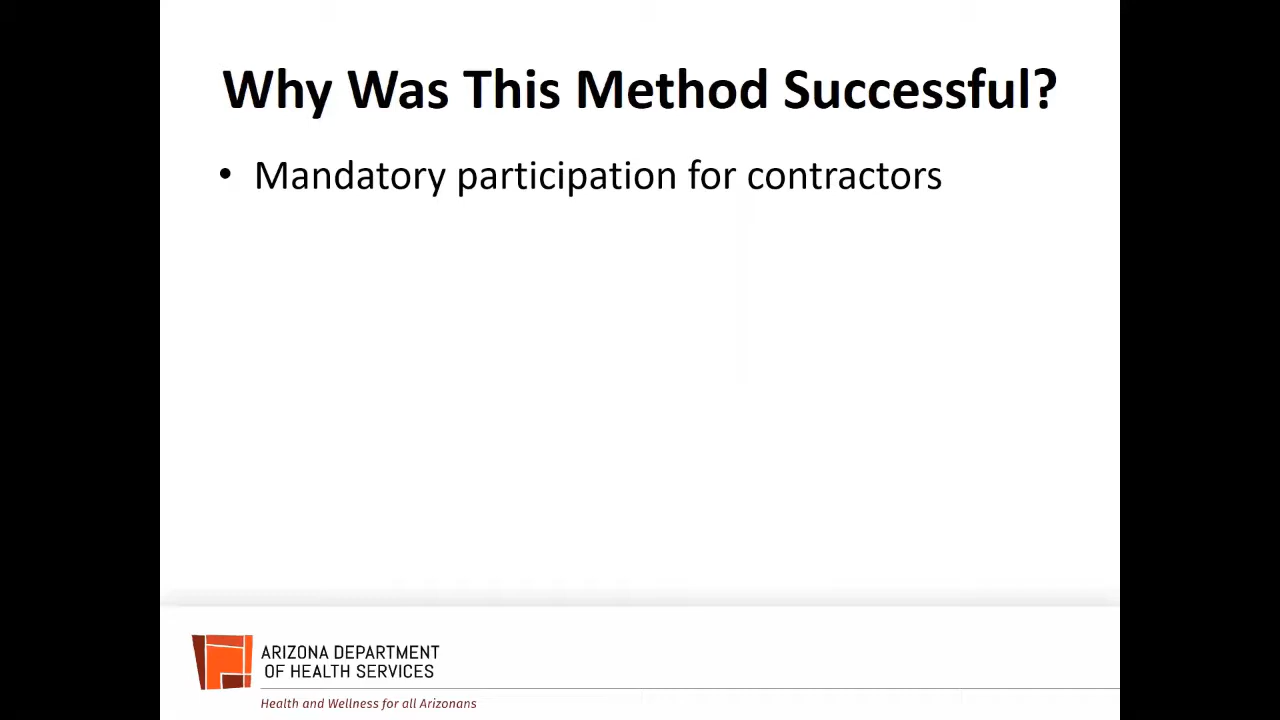 Why Was This Method Successful?
• Mandatory participation for contractors
ARIZONA DEPARTMENT
OF HEALTH SERVICES
Health and Wellness for all Arizonans